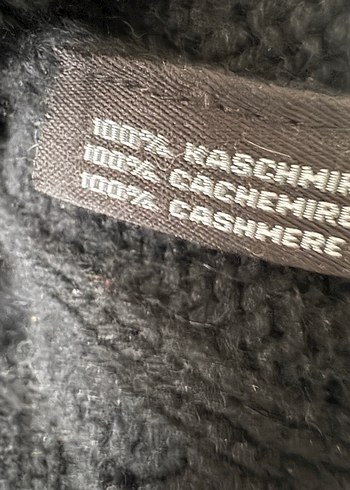 100% KASCHMIR
100% CACHEMIRE
100% CASHMERE